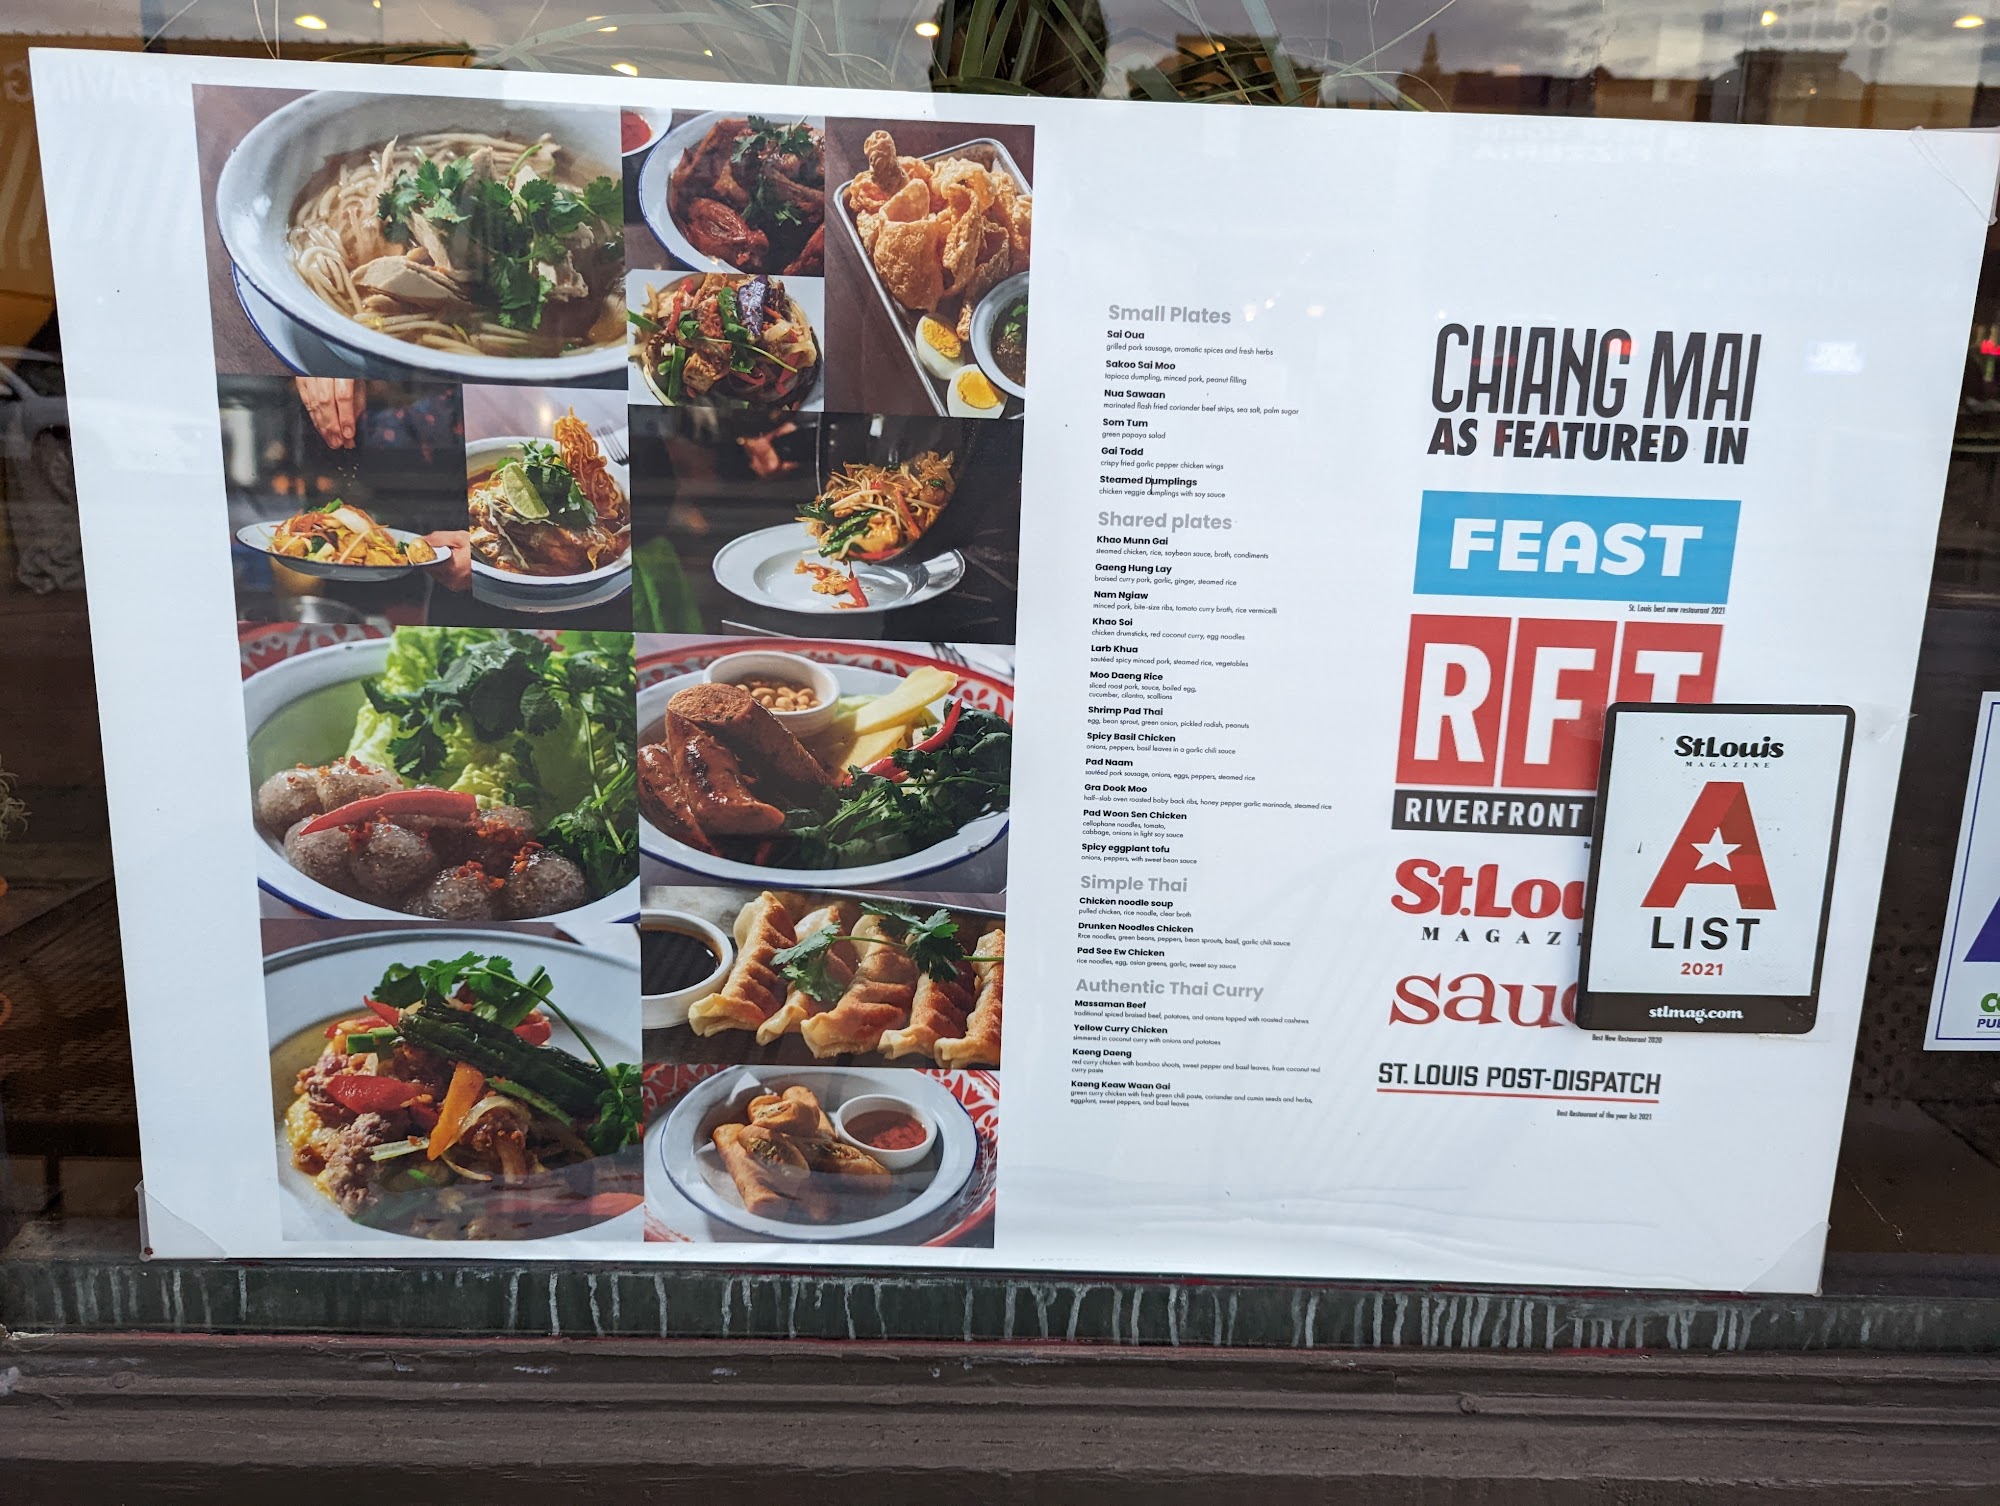 Small Plates
Sai Oua
grilled pork sausage, aromatic spices and fresh herbs
Sakoo Sai Moo
tapioca dumpling, minced pork, peanut filling
Nua Sawaan
marinated flash fried coriander beef strips, sea salt, palm sugar
Som Tum
green papaya salad
Gai Todd
crispy fried garlic pepper chicken wings
Steamed Dumplings
chicken veggie dumplings with soy sauce
Shared plates
Khao Munn Gai
steamed chicken, rice, soybean sauce, broth, condiments
Gaeng Hung Lay
braised curry pork, garlic, ginger, steamed rice
Nam Ngiaw
minced pork, bite-size ribs, tomato curry broth, rice vermicelli
Khao Soi
chicken drumsticks, red coconut curry, egg noodles
Larb Khua
sautéed spicy minced pork, steamed rice, vegetables
Moo Daeng Rice
sliced roast pork, sauce, boiled egg,
cucumber, cilantro, scallions
Shrimp Pad Thai
egg, bean sprout, green onion, pickled radish, peanuts
Spicy Basil Chicken
onions, peppers, basil leaves in a garlic chili sauce
Pad Naam
sautéed pork sausage, onions, eggs, peppers, steamed rice
Gra Dook Moo
half-slab oven roasted baby back ribs, honey pepper garlic marinade, steamed rice
Pad Woon Sen Chicken
cellophane noodles, tomato,
cabbage, onions in light soy sauce
Spicy eggplant tofu
onions, peppers, with sweet bean sauce
Simple Thai
Chicken noodle soup
pulled chicken, rice noodle, clear broth
Drunken Noodles Chicken
Rice noodles, green beans, peppers, bean sprouts, basil, garlic chili sauce
Pad See Ew Chicken
rice noodles, egg, asian greens, garlic, sweet soy sauce
Authentic Thai Curry
Massaman Beef
traditional spiced braised beef, potatoes, and onions topped with roasted cashews
Yellow Curry Chicken
simmered in coconut curry with onions and potatoes
Kaeng Daeng
red curry chicken with bamboo shoots, sweet pepper and basil leaves, from coconut red
curry paste
Kaeng Keaw Waan Gai
green curry chicken with fresh green chili paste, coriander and cumin seeds and herbs,
eggplant, sweet peppers, and basil leaves
CHIANG MAI
AS FEATURED IN
FEAST
St. Louis best new restaurant 2021
RFT
RIVERFRONT
St.Lou
MAGAZ
sauc
Best New Restaurant 2020
ST. LOUIS POST-DISPATCH
Best Restaurant of the year list 2021
St.Louis
MAGAZINE
A
LIST
2021
stlmag.com